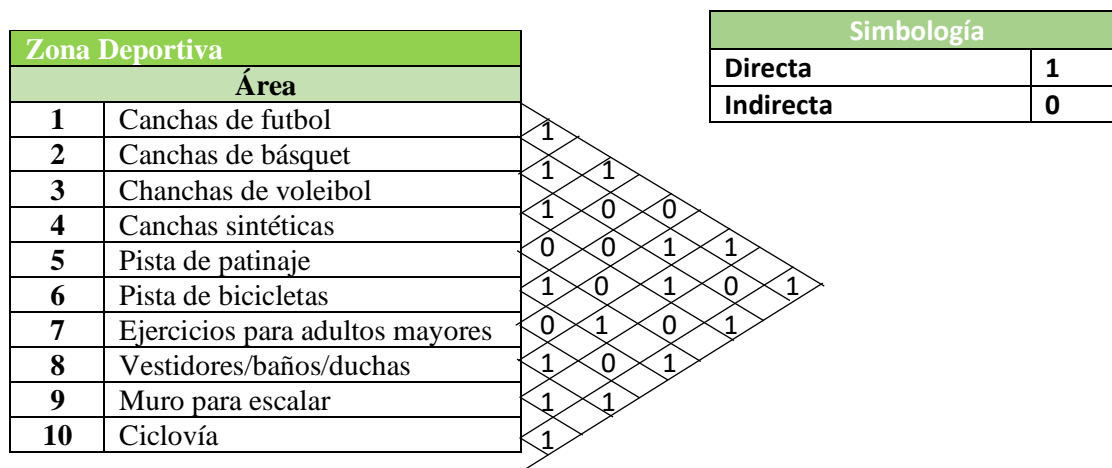 Zona Deportiva
Área
1 Canchas de futbol
2 Canchas de básquet
3 Chanchas de voleibol
4 Canchas sintéticas
5 Pista de patinaje
6 Pista de bicicletas
7 Ejercicios para adultos mayores
8 Vestidores/baños/duchas
9 Muro para escalar
10 Ciclovía
Simbología
Directa 1
Indirecta 0
1
1 1
1 0 0
0 0 1 1
1 0 1 0 1
0 1 0 1
1 0 1
1 1
1